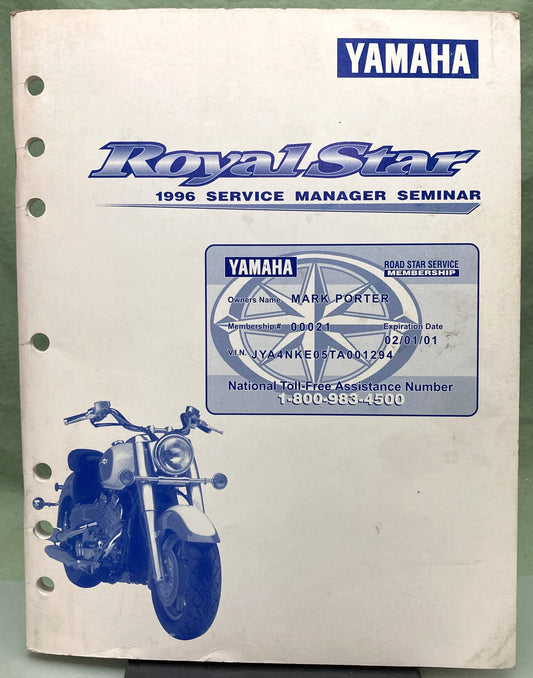 YAMAHA
Royal Star
1996 SERVICE MANAGER SEMINAR
YAMAHA
ROAD STAR SERVICE
MEMBERSHIP
Owners Name MARK PORTER
Membership # 00021 Expiration Date
02/01/01
V.I.N. JYA4NKE05TA001294
National Toll-Free Assistance Number
1-800-983-4500